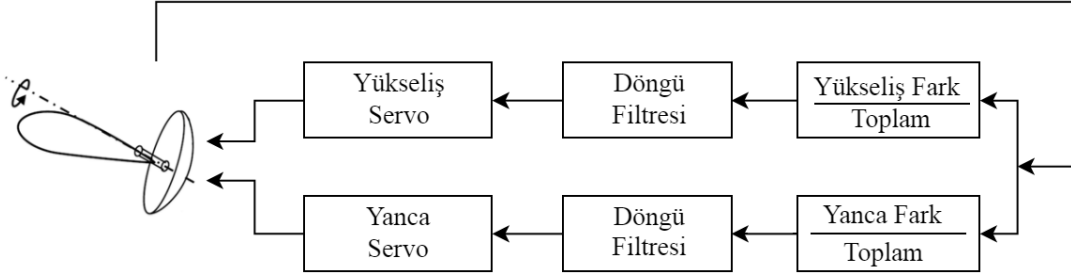 Yükseliş
Servo
Döngü
Filtresi
Yükseliş Fark
Toplam
Yanca
Servo
Döngü
Filtresi
Yanca Fark
Toplam